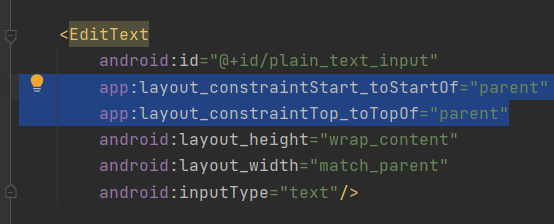 <EditText
android:id="@+id/plain_text_input"
app:layout_constraintStart_toStartOf="parent"
app:layout_constraintTop_toTopOf="parent"
android:layout_height="wrap_content"
android:layout_width="match_parent"
android:inputType="text"/>